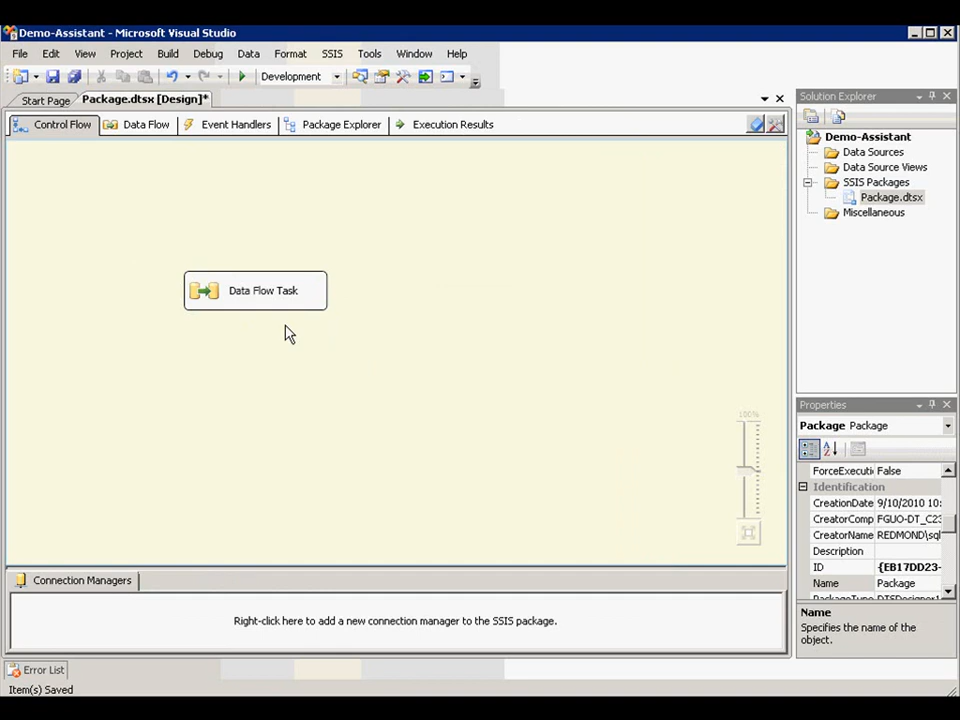 Demo-Assistant - Microsoft Visual Studio
File Edit View Project Build Debug Data Format SSIS Tools Window Help
Development
Start Page Package.dtsx [Design]*
Control Flow Data Flow Event Handlers Package Explorer Execution Results
Data Flow Task
100%
Connection Managers
Right-click here to add a new connection manager to the SSIS package.
Error List
Item(s) Saved
Solution Explorer
Demo-Assistant
Data Sources
Data Source Views
SSIS Packages
Package.dtsx
Miscellaneous
Properties
Package Package
ForceExecuti False
Identification
CreationDate 9/10/2010 10:
CreatorComp FGUO-DT_C23
CreatorName REDMOND\sql
Description
ID {EB17DD23-
Name Package
PackageType DTSDesigner1
Name
Specifies the name of the
object.